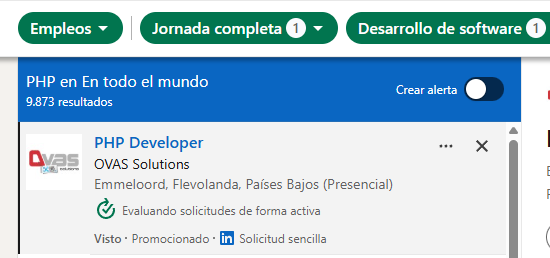 Empleos
Jornada completa 1
Desarrollo de software 1
PHP en En todo el mundo
9.873 resultados
Crear alerta
Ovas
solutions
PHP Developer
OVAS Solutions
Emmeloord, Flevolanda, Países Bajos (Presencial)
Evaluando solicitudes de forma activa
Visto · Promocionado · in Solicitud sencilla